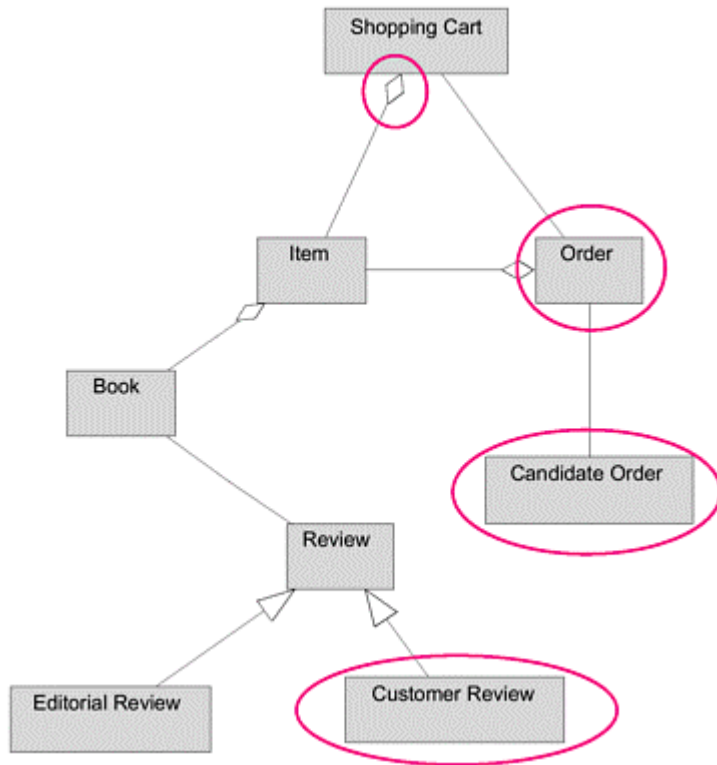 Shopping Cart
Item
Order
Book
Candidate Order
Review
Editorial Review
Customer Review